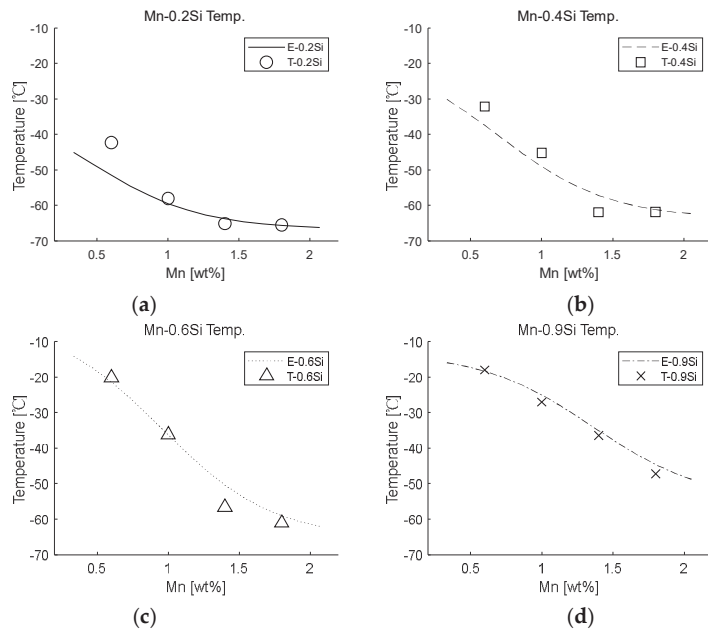 Mn-0.2Si Temp.
-10
-20
-30
-40
-50
-60
-70
Temperature [℃]
0.5 1 1.5 2
Mn [wt%]
E-0.2Si
T-0.2Si
(a)
Mn-0.4Si Temp.
-10
-20
-30
-40
-50
-60
-70
Temperature [℃]
0.5 1 1.5 2
Mn [wt%]
E-0.4Si
T-0.4Si
(b)
Mn-0.6Si Temp.
-10
-20
-30
-40
-50
-60
-70
Temperature [℃]
0.5 1 1.5 2
Mn [wt%]
E-0.6Si
T-0.6Si
(c)
Mn-0.9Si Temp.
-10
-20
-30
-40
-50
-60
-70
Temperature [℃]
0.5 1 1.5 2
Mn [wt%]
E-0.9Si
T-0.9Si
(d)